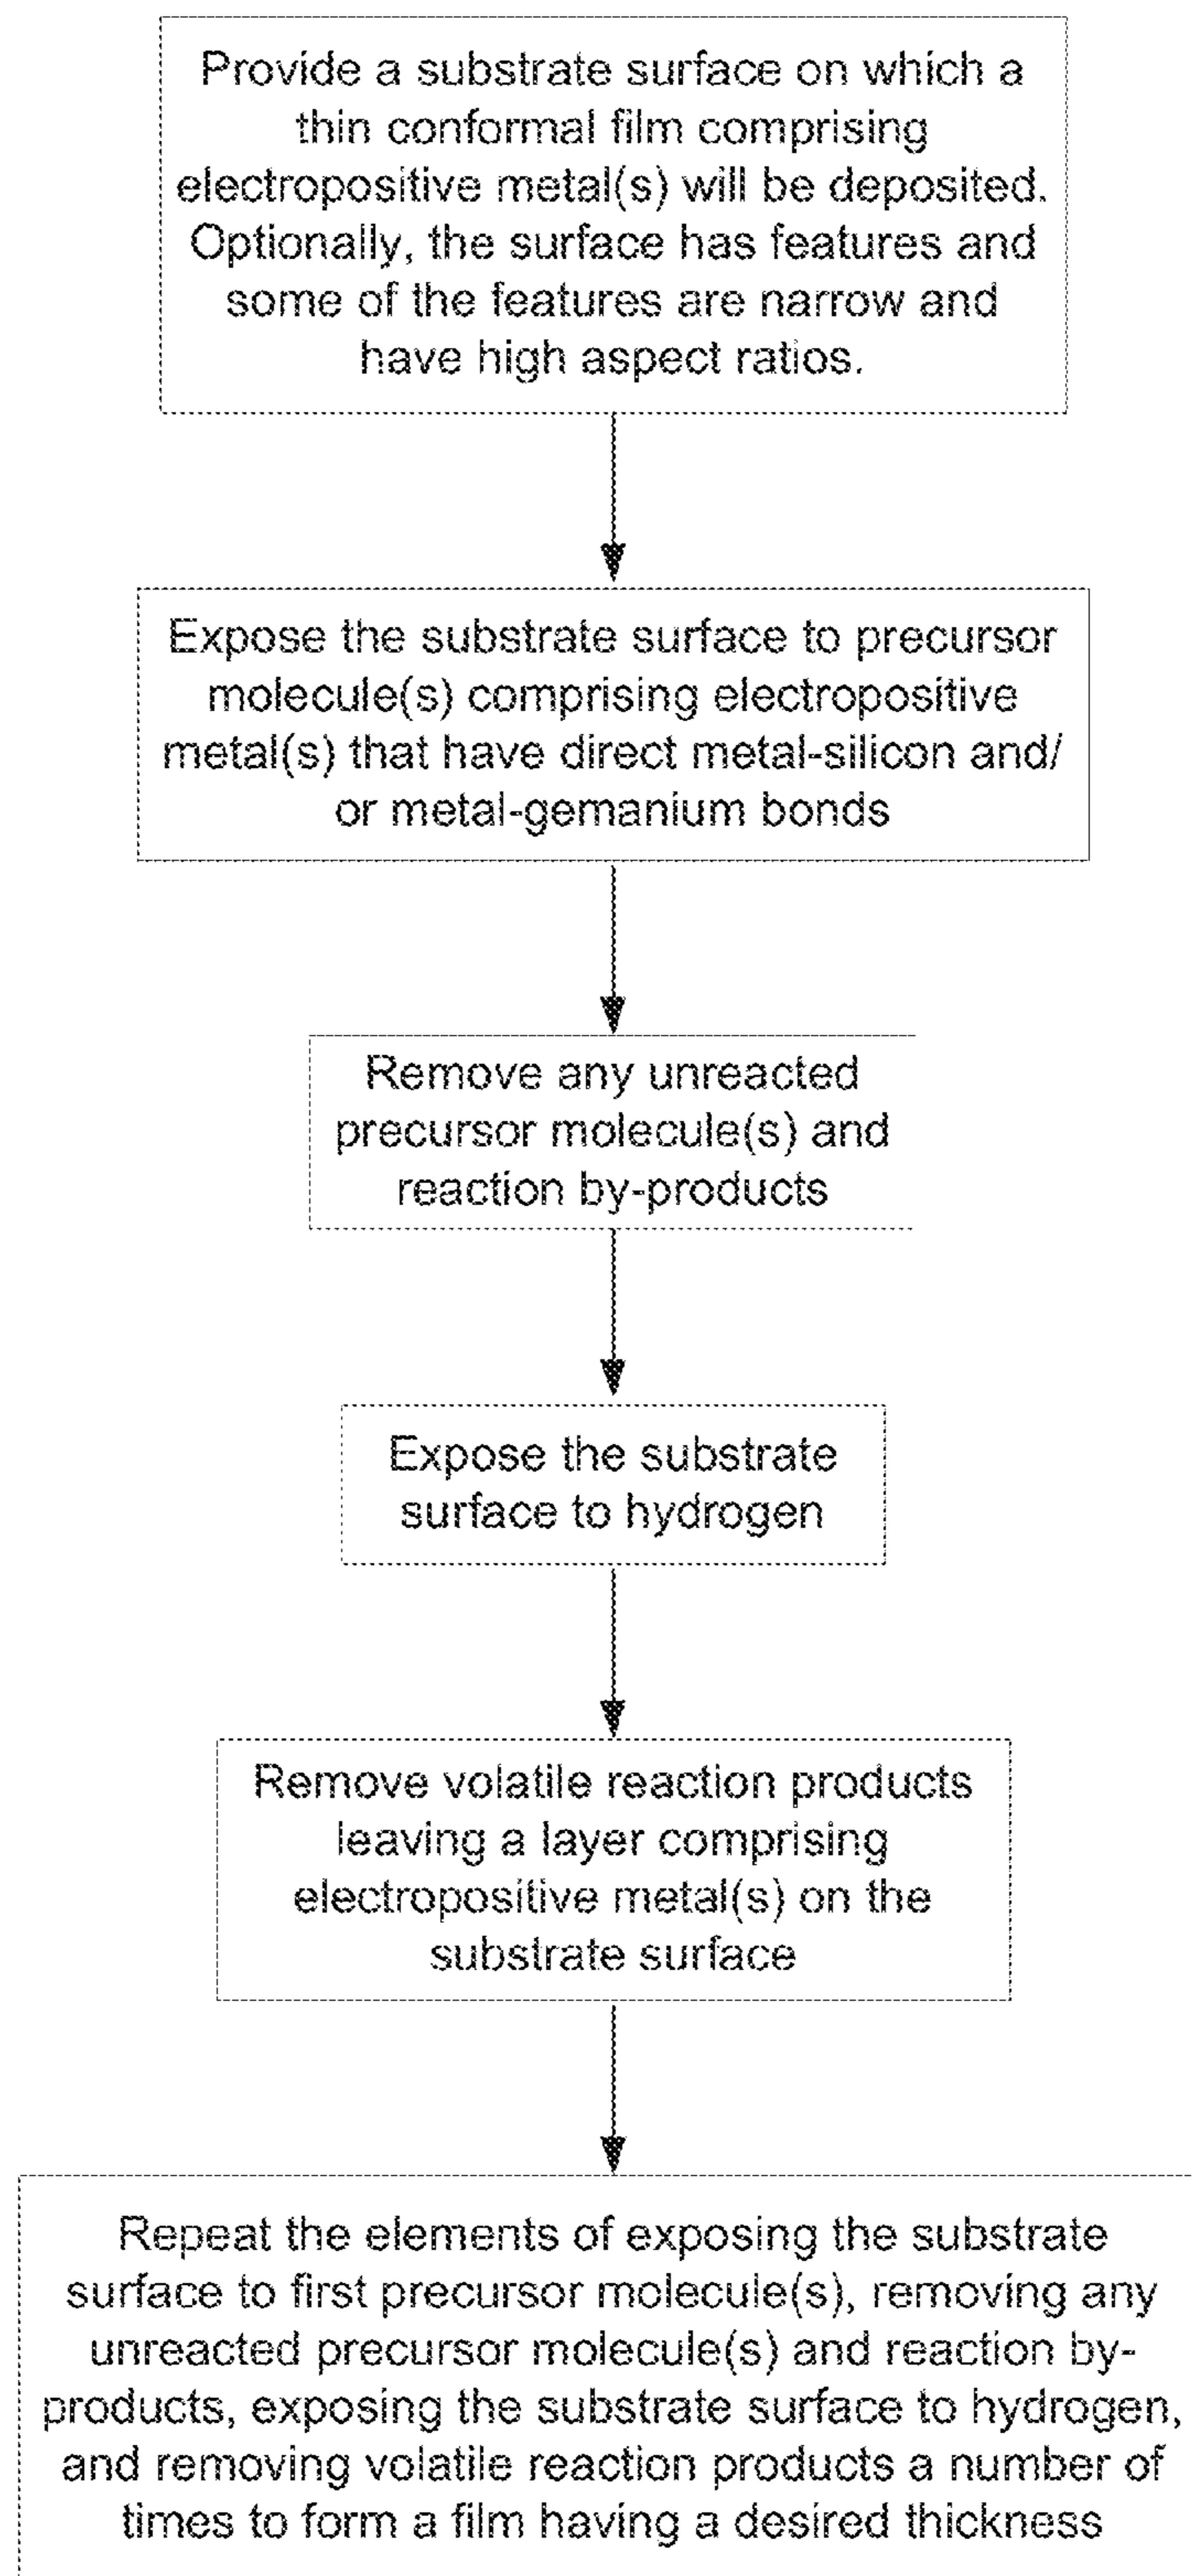 Provide a substrate surface on which a
thin conformal film comprising
electropositive metal(s) will be deposited.
Optionally, the surface has features and
some of the features are narrow and
have high aspect ratios.
Expose the substrate surface to precursor
molecule(s) comprising electropositive
metal(s) that have direct metal-silicon and/
or metal-gemanium bonds
Remove any unreacted
precursor molecule(s) and
reaction by-products
Expose the substrate
surface to hydrogen
Remove volatile reaction products
leaving a layer comprising
electropositive metal(s) on the
substrate surface
Repeat the elements of exposing the substrate
surface to first precursor molecule(s), removing any
unreacted precursor molecule(s) and reaction by-
products, exposing the substrate surface to hydrogen,
and removing volatile reaction products a number of
times to form a film having a desired thickness